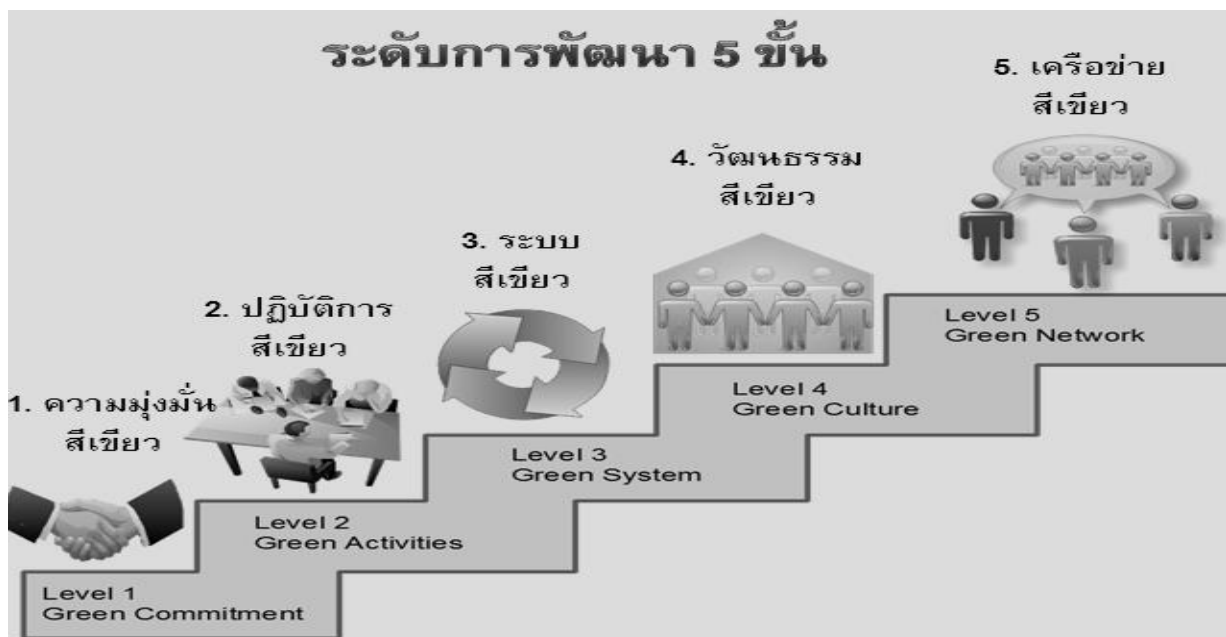 ระดับการพัฒนา 5 ขั้น
1. ความมุ่งมั่น
สีเขียว
2. ปฏิบัติการ
สีเขียว
3. ระบบ
สีเขียว
4. วัฒนธรรม
สีเขียว
5. เครือข่าย
สีเขียว
Level 1
Green Commitment
Level 2
Green Activities
Level 3
Green System
Level 4
Green Culture
Level 5
Green Network